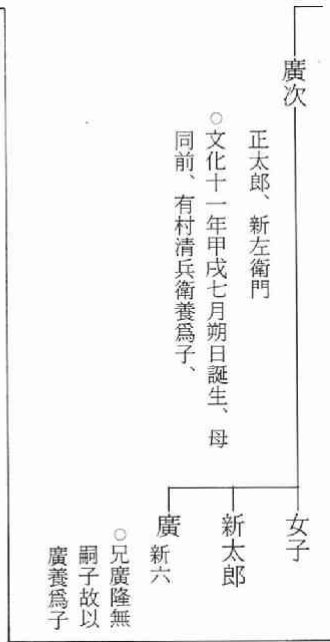 廣次
正太郎、新左衛門
○文化十一年甲戌七月朔日誕生、母
同前、有村清兵衛養爲子、
女子
新太郎
廣 新六
○兄廣隆無
嗣子故以
廣養爲子